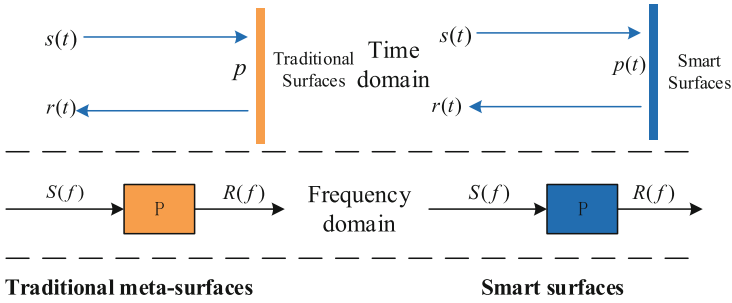 s(t)
p
Traditional
Surfaces
Time
domain
s(t)
p(t)
Smart
Surfaces
r(t)
r(t)
S(f)
P
R(f)
Frequency
domain
S(f)
P
R(f)
Traditional meta-surfaces
Smart surfaces